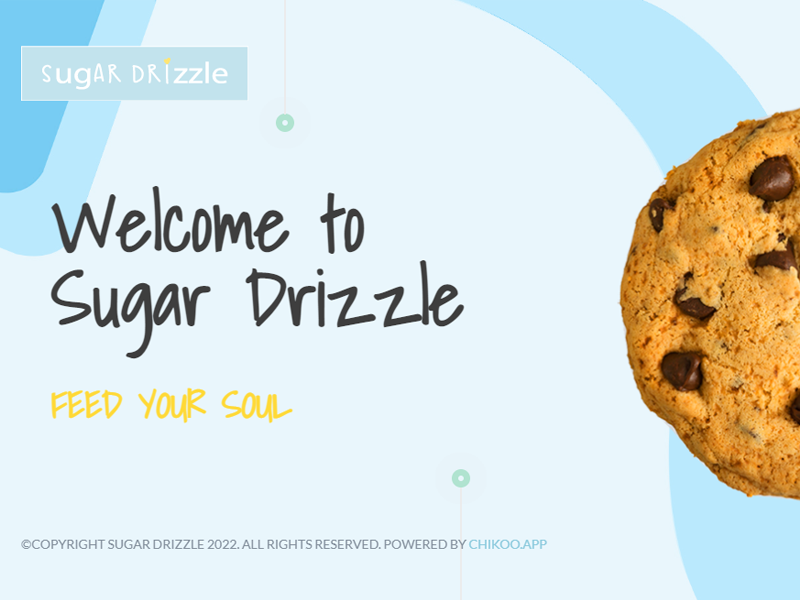 sugAR DRizzle
Welcome to
Sugar Drizzle
FEED YOUR SOUL
©COPYRIGHT SUGAR DRIZZLE 2022. ALL RIGHTS RESERVED. POWERED BY CHIKOO.APP